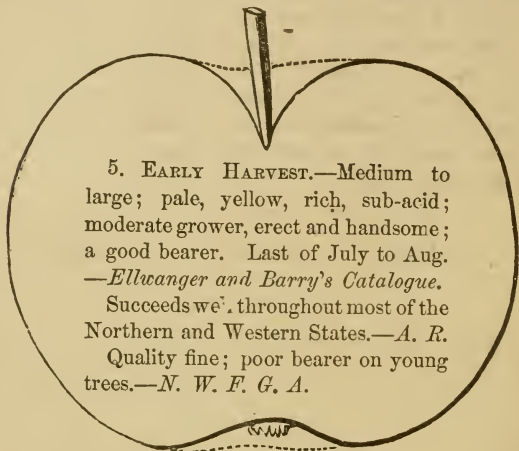 5. EARLY HARVEST.—Medium to
large; pale, yellow, rich, sub-acid;
moderate grower, erect and handsome;
a good bearer. Last of July to Aug.
—Ellwanger and Barry's Catalogue.
Succeeds throughout most of the
Northern and Western States.—A. R.
Quality fine; poor bearer on young
trees.—N. W. F. G. A.